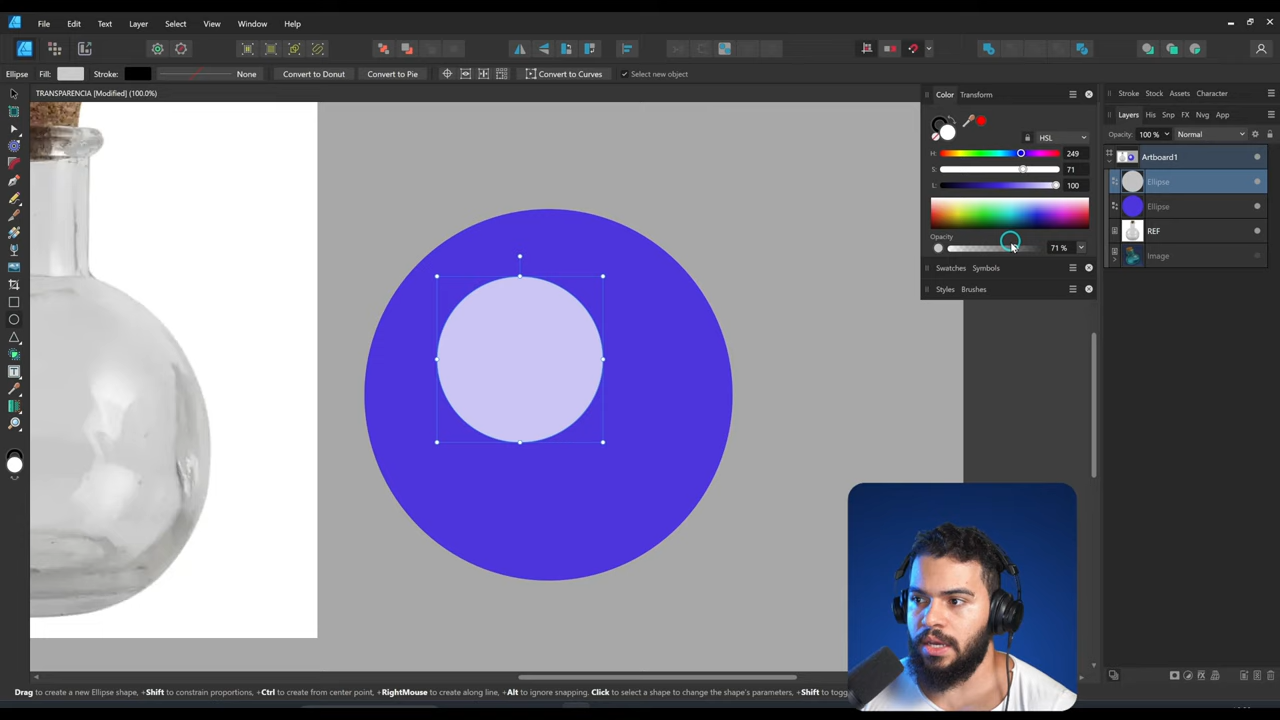 File Edit Text Layer Select View Window Help
Ellipse Fill: Stroke: None Convert to Donut Convert to Pie Convert to Curves Select new object
TRANSPARENCIA [Modified] (100.0%)
Color Transform
HSL
H: 249
S: 71
L: 100
Opacity
71 %
Swatches Symbols
Styles Brushes
Stroke Stock Assets Character
Layers His Snp FX Nvg App
Opacity: 100 % Normal
Artboard1
Ellipse
Ellipse
REF
Image
Drag to create a new Ellipse shape, +Shift to constrain proportions, +Ctrl to create from center point, +RightMouse to create along line, +Alt to ignore snapping. Click to select a shape to change the shape's parameters, +Shift to toggl